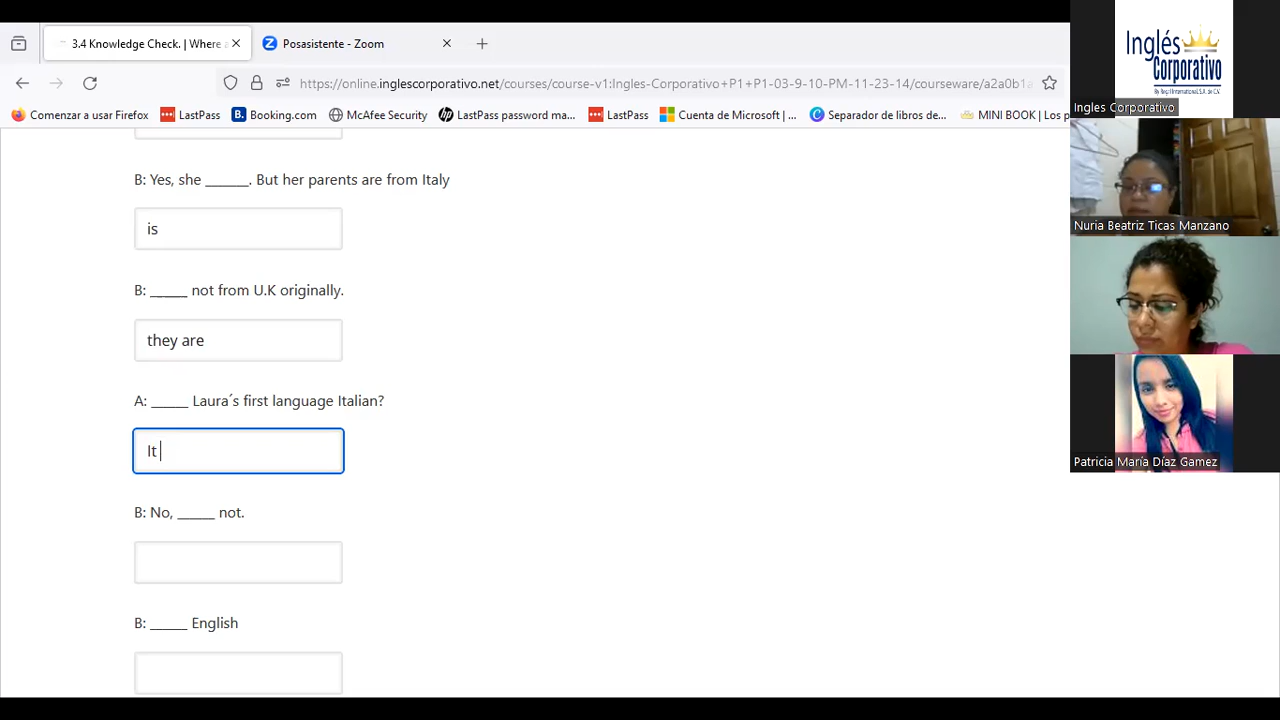 3.4 Knowledge Check. | Where a
Posasistente - Zoom
https://online.inglescorporativo.net/courses/course-v1:Ingles-Corporativo+P1+P1-03-9-10-PM-11-23-14/courseware/a2a0b1a
Comenzar a usar Firefox
LastPass
Booking.com
McAfee Security
LastPass password ma...
LastPass
Cuenta de Microsoft | ...
Separador de libros de...
MINI BOOK | Los p
B: Yes, she ______. But her parents are from Italy
is
B: _____ not from U.K originally.
they are
A: _____ Laura´s first language Italian?
It
B: No, _____ not.
B: _____ English
Inglés
Corporativo
Ingles Corporativo
Nuria Beatriz Ticas Manzano
Patricia María Díaz Gamez